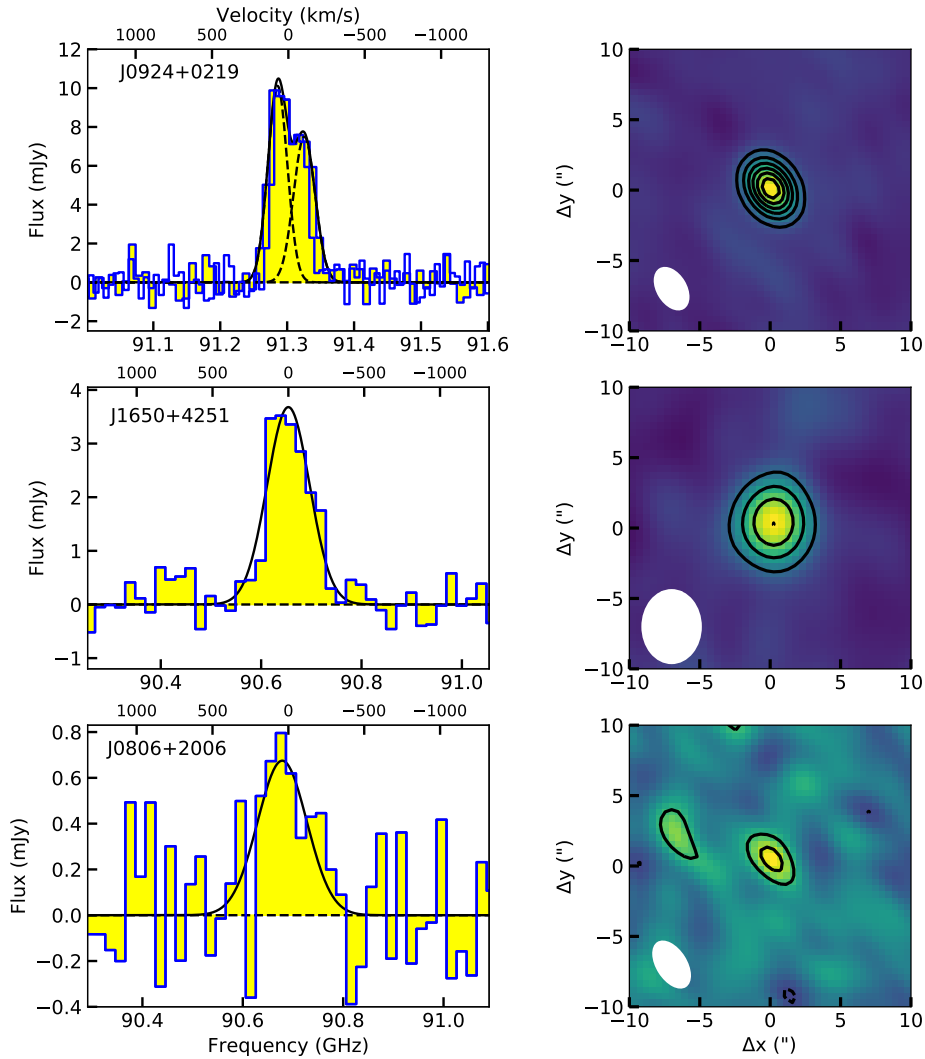 Velocity (km/s)
1000 500 0 −500 −1000
J0924+0219
Flux (mJy)
12
10
8
6
4
2
0
−2
91.1 91.2 91.3 91.4 91.5 91.6
Δy (")
10
5
0
−5
−10
−10 −5 0 5 10
1000 500 0 −500 −1000
J1650+4251
Flux (mJy)
4
3
2
1
0
−1
90.4 90.6 90.8 91.0
Δy (")
10
5
0
−5
−10
−10 −5 0 5 10
1000 500 0 −500 −1000
J0806+2006
Flux (mJy)
0.8
0.6
0.4
0.2
0.0
−0.2
−0.4
90.4 90.6 90.8 91.0
Frequency (GHz)
Δy (")
10
5
0
−5
−10
−10 −5 0 5 10
Δx (")